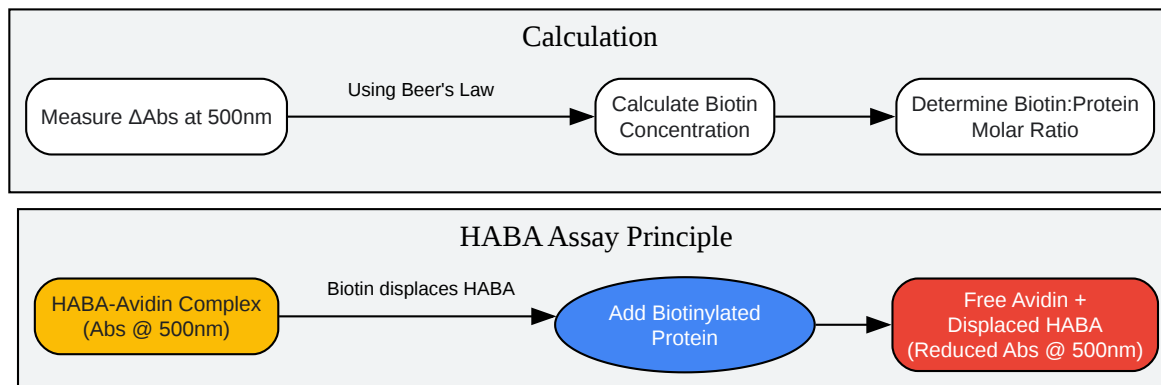 Calculation
Measure ΔAbs at 500nm
Using Beer's Law
Calculate Biotin
Concentration
Determine Biotin:Protein
Molar Ratio
HABA Assay Principle
HABA-Avidin Complex
(Abs @ 500nm)
Biotin displaces HABA
Add Biotinylated
Protein
Free Avidin +
Displaced HABA
(Reduced Abs @ 500nm)